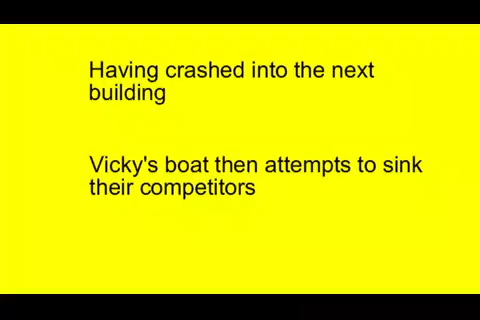 Having crashed into the next
building
Vicky's boat then attempts to sink
their competitors